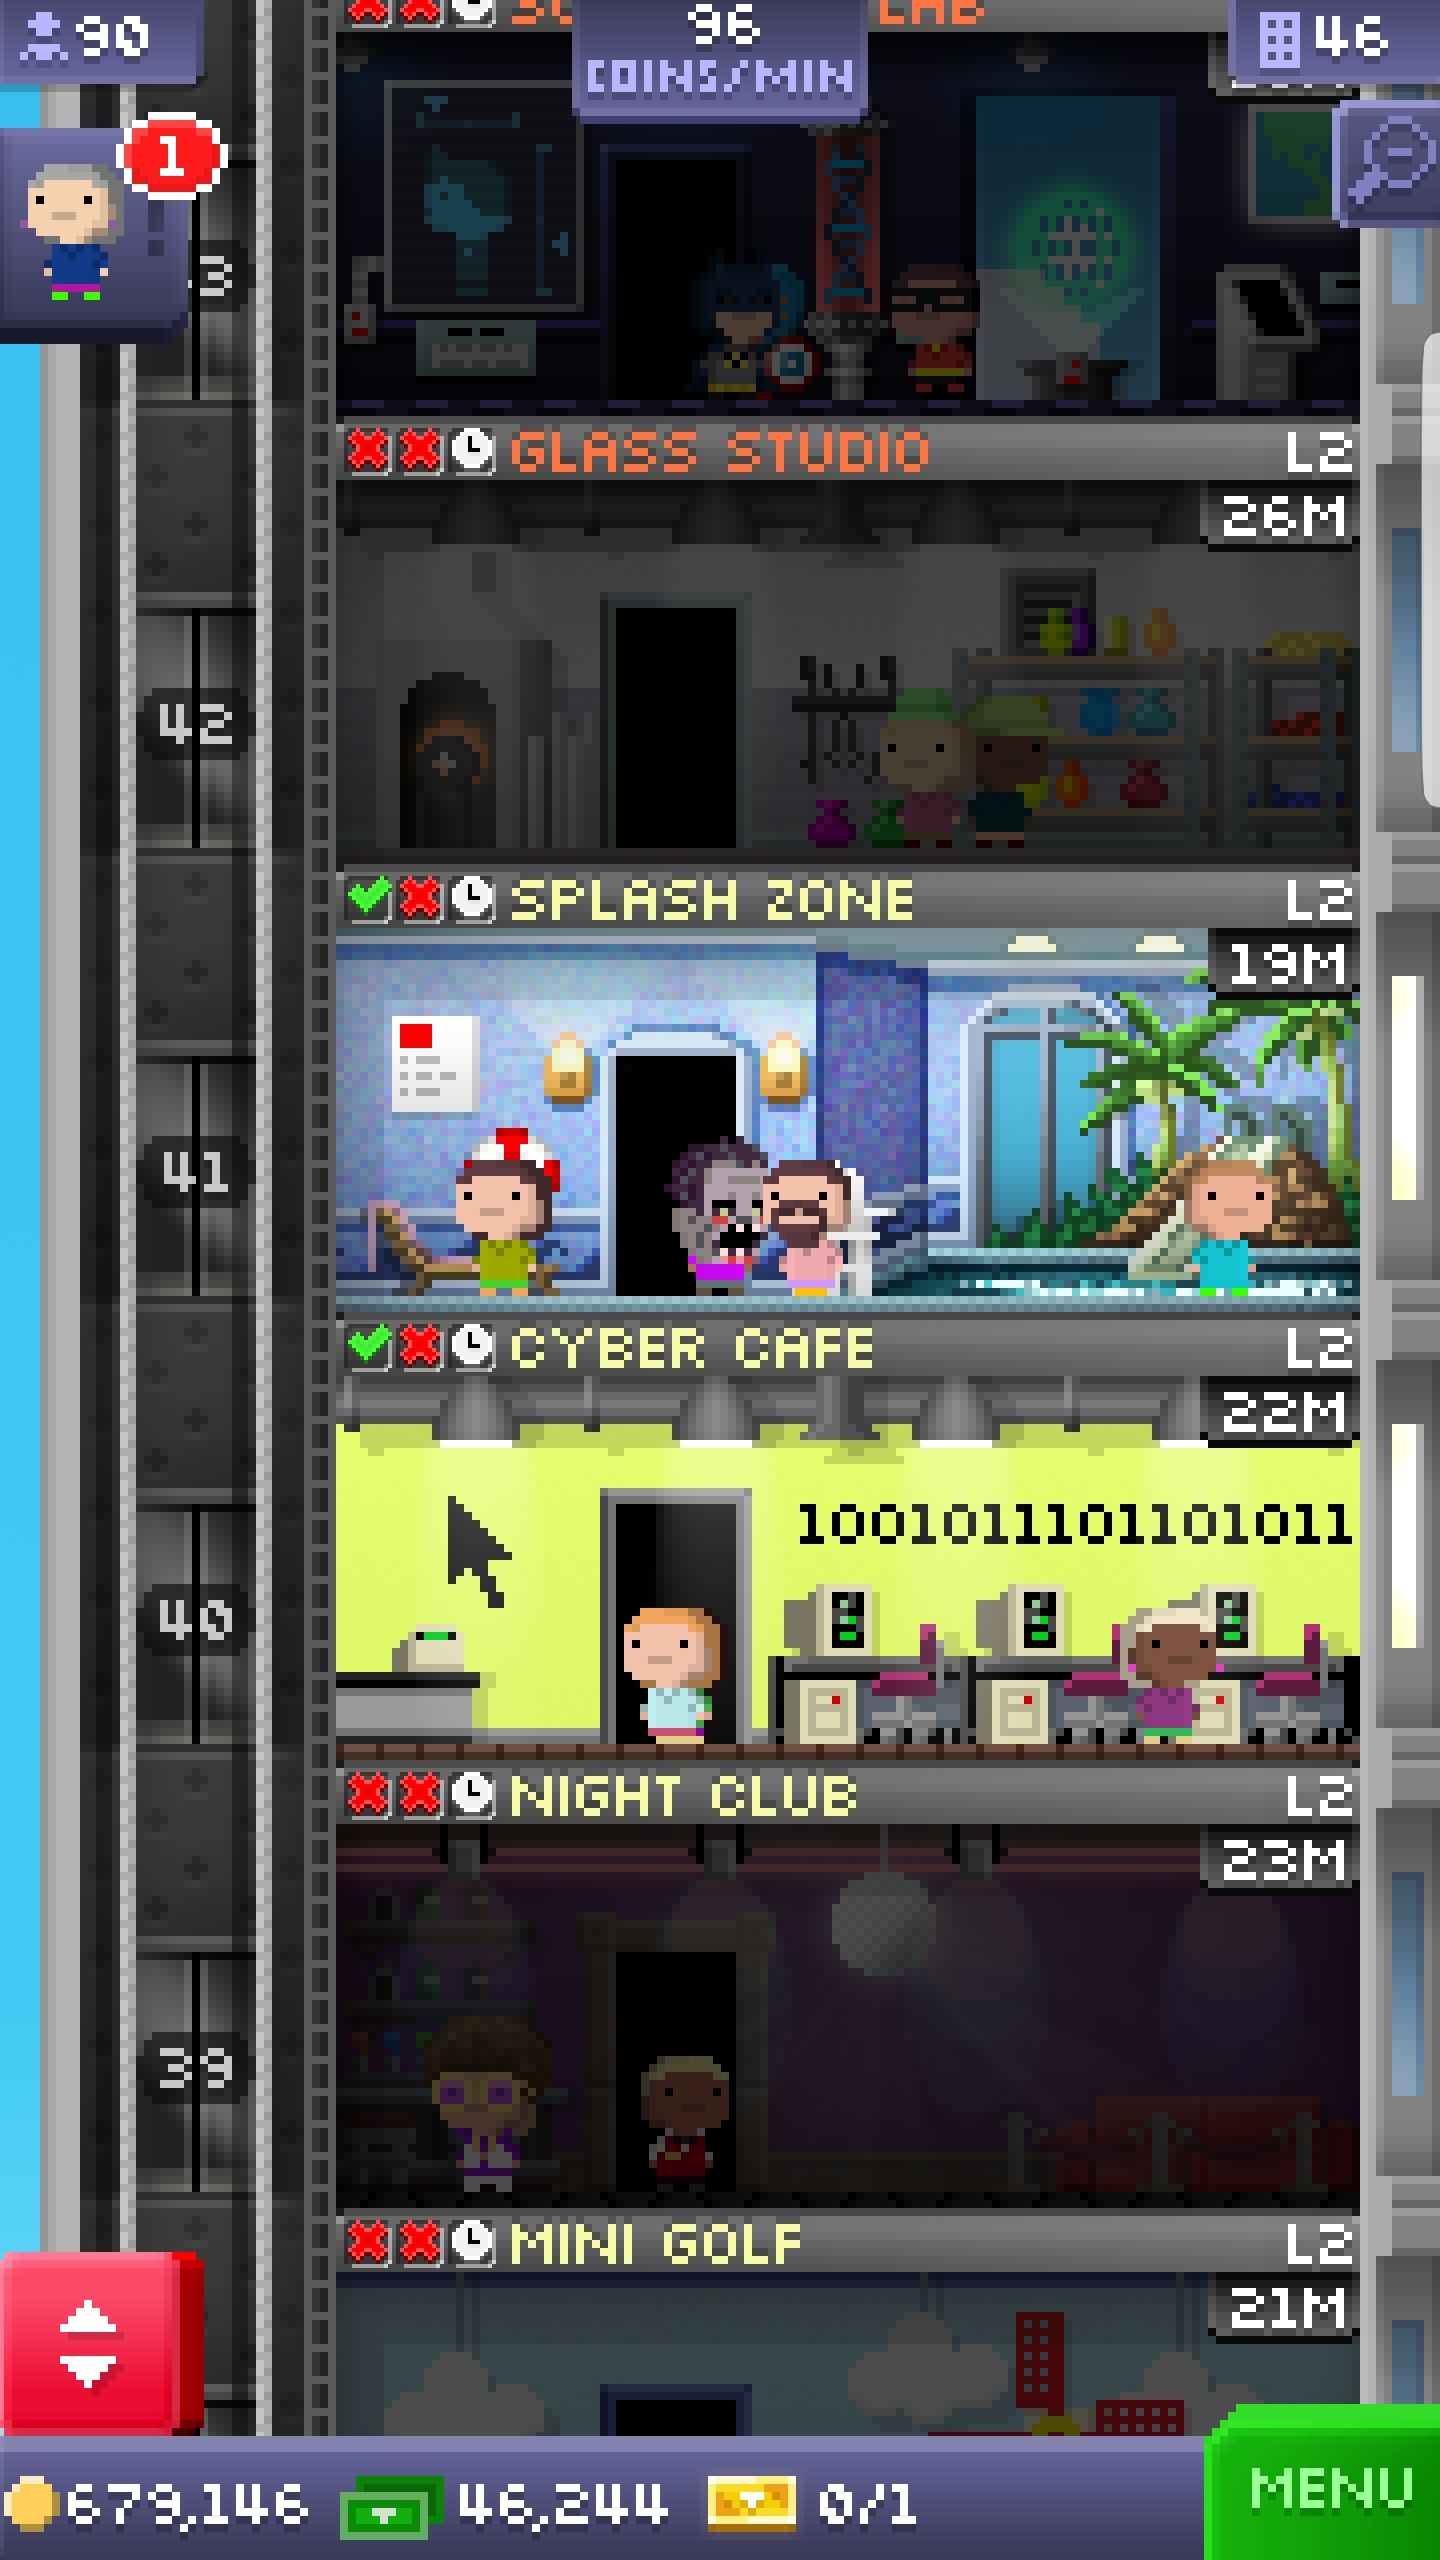 90
96
COINS/MIN
46
LAB
1
3
GLASS STUDIO L2
26M
42
SPLASH ZONE L2
19M
41
CYBER CAFE L2
22M
1001011101101011
40
NIGHT CLUB L2
23M
39
MINI GOLF L2
21M
679,146 46,244 0/1
MENU